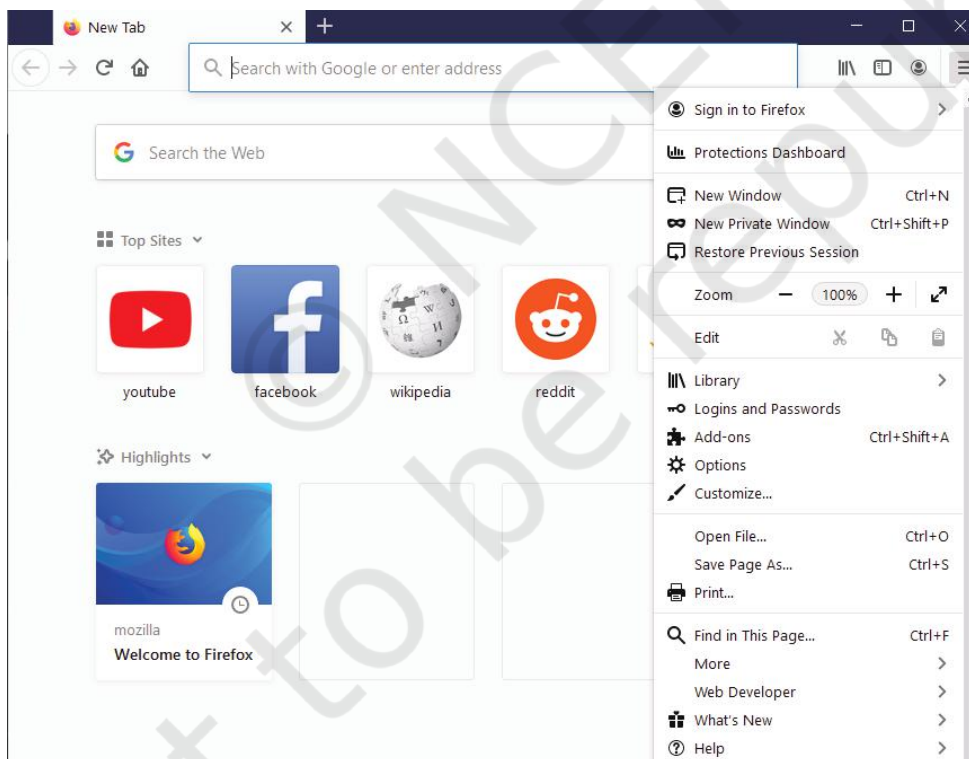 New Tab
Search with Google or enter address
Search the Web
Top Sites
youtube
facebook
wikipedia
reddit
Highlights
mozilla
Welcome to Firefox
Sign in to Firefox
Protections Dashboard
New Window Ctrl+N
New Private Window Ctrl+Shift+P
Restore Previous Session
Zoom 100%
Edit
Library
Logins and Passwords
Add-ons Ctrl+Shift+A
Options
Customize...
Open File... Ctrl+O
Save Page As... Ctrl+S
Print...
Find in This Page... Ctrl+F
More
Web Developer
What's New
Help